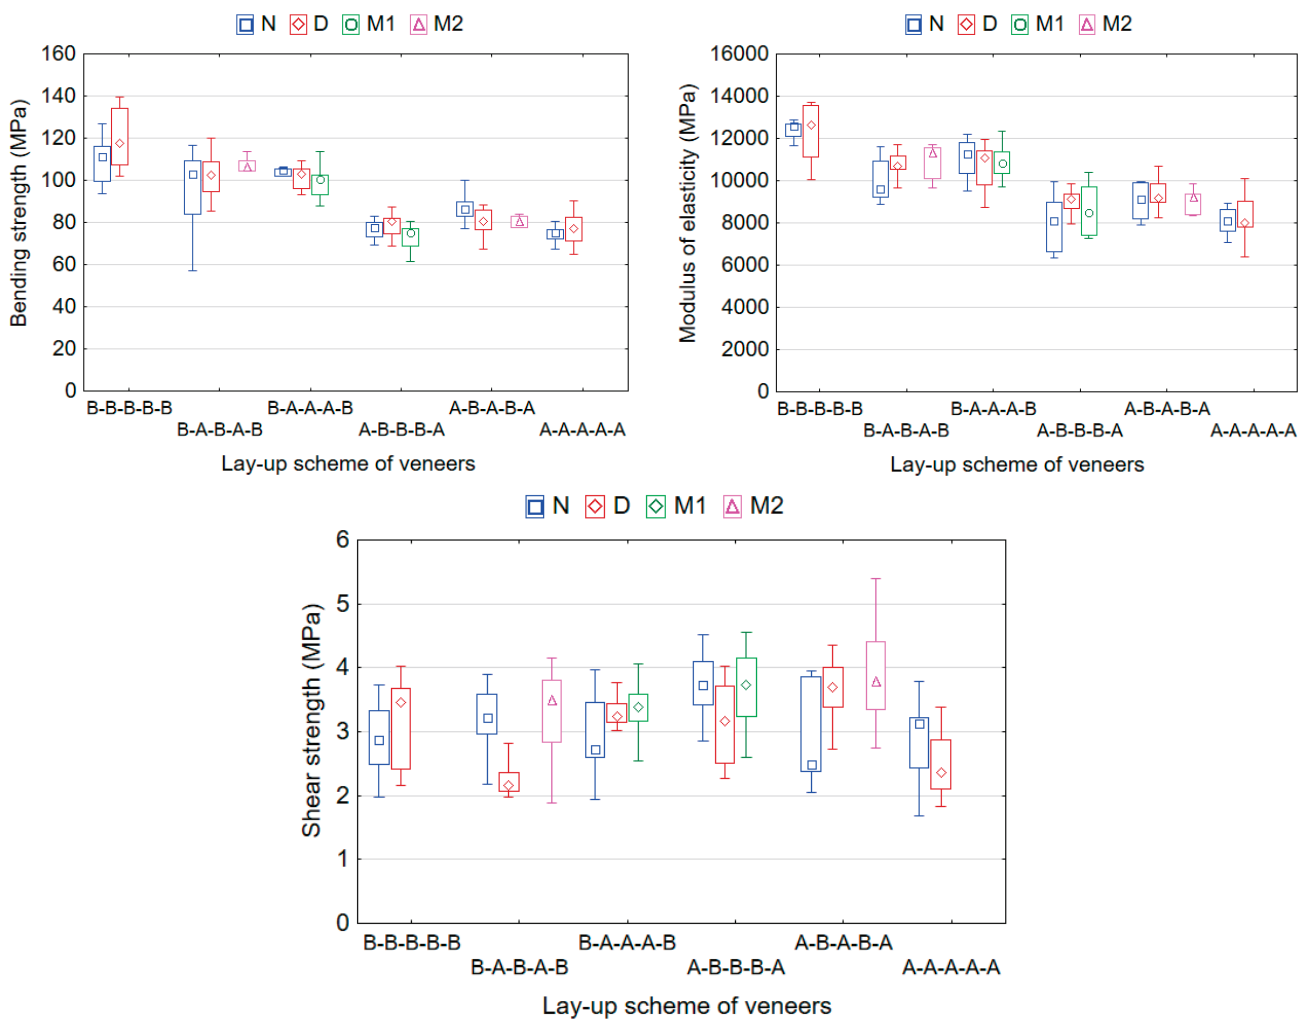 N D M1 M2
Bending strength (MPa)
160
140
120
100
80
60
40
20
0
B-B-B-B-B B-A-A-A-B A-B-A-B-A
B-A-B-A-B A-B-B-B-A A-A-A-A-A
Lay-up scheme of veneers
N D M1 M2
Modulus of elasticity (MPa)
16000
14000
12000
10000
8000
6000
4000
2000
0
B-B-B-B-B B-A-A-A-B A-B-A-B-A
B-A-B-A-B A-B-B-B-A A-A-A-A-A
Lay-up scheme of veneers
N D M1 M2
Shear strength (MPa)
6
5
4
3
2
1
0
B-B-B-B-B B-A-A-A-B A-B-A-B-A
B-A-B-A-B A-B-B-B-A A-A-A-A-A
Lay-up scheme of veneers